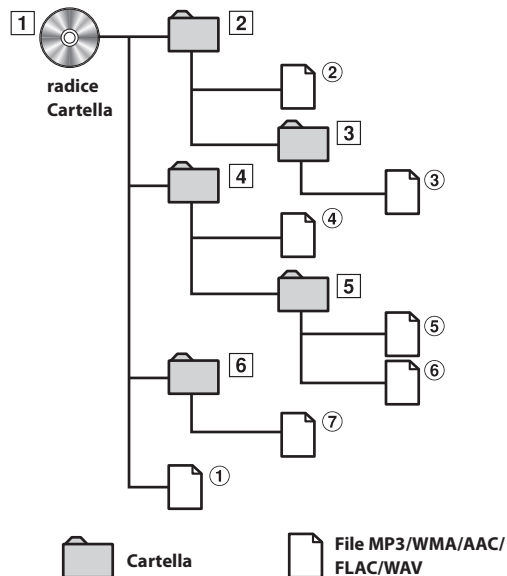 1
2
radice
Cartella
②
3
4
③
④
5
⑤
6
⑥
⑦
①
Cartella
File MP3/WMA/AAC/
FLAC/WAV